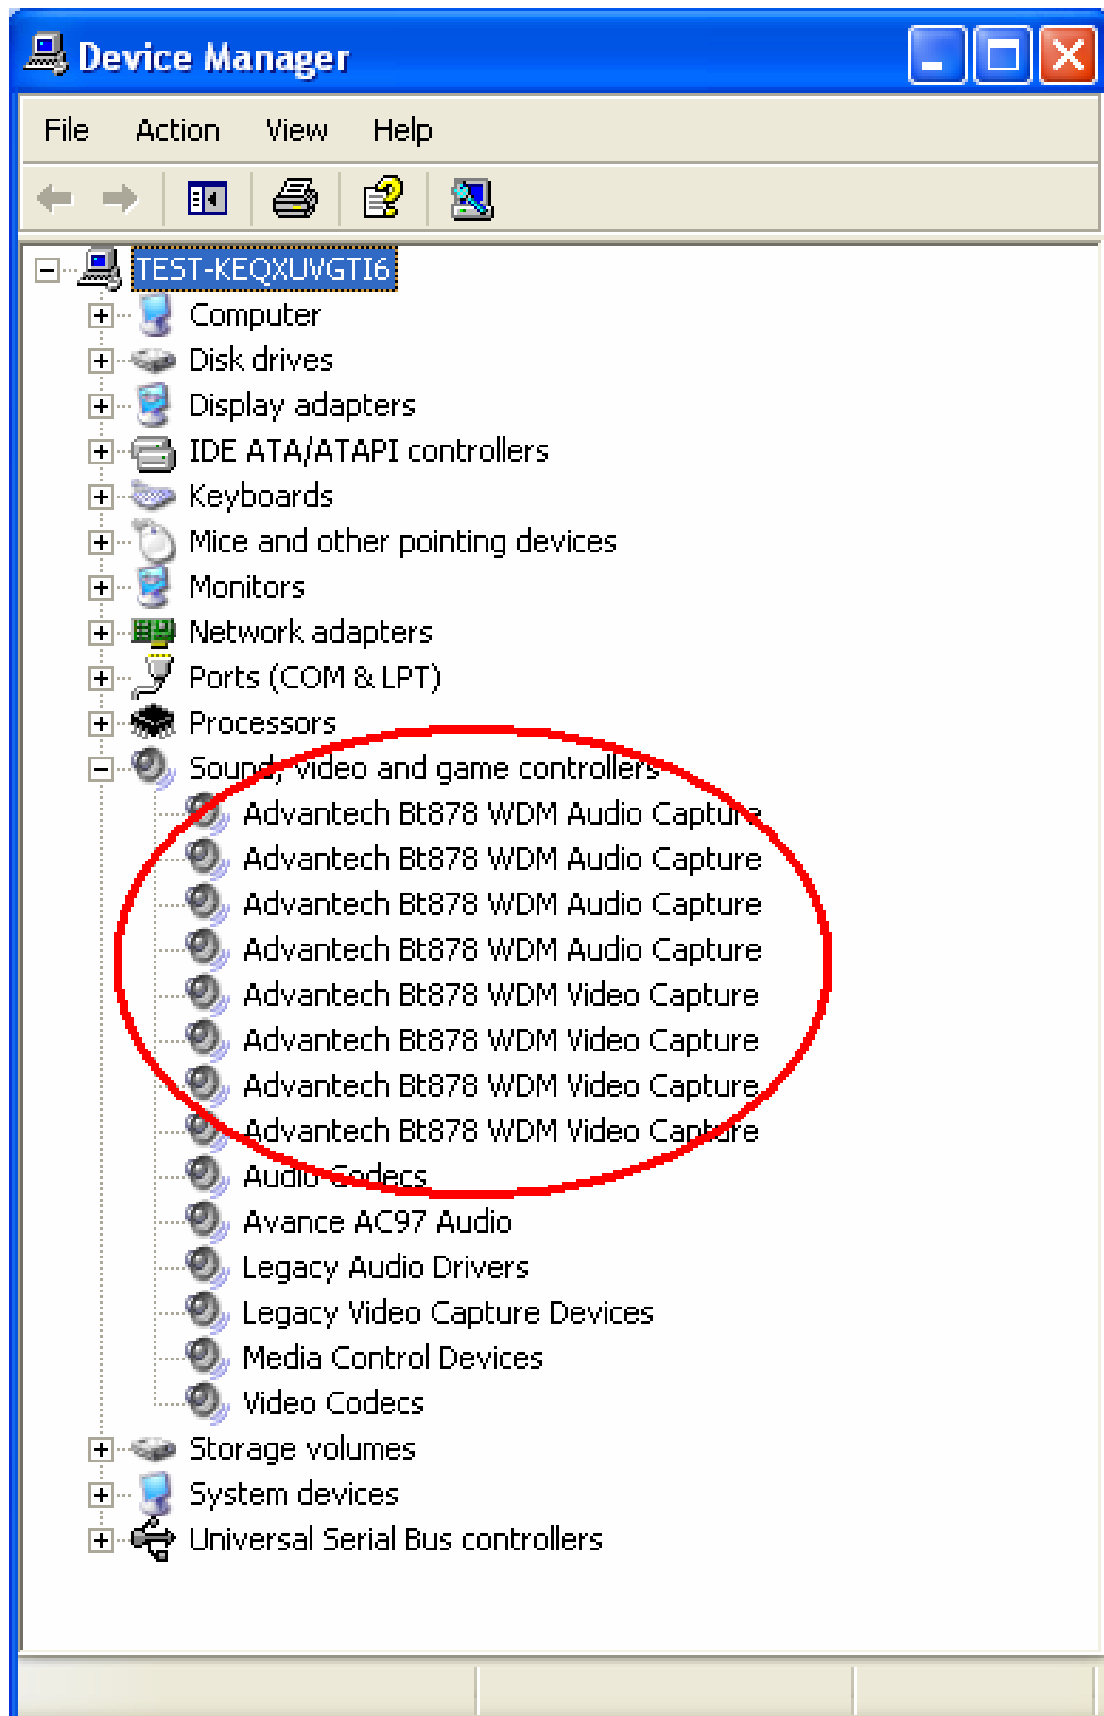 Device Manager
File Action View Help
TEST-KEQXUVGTI6
Computer
Disk drives
Display adapters
IDE ATA/ATAPI controllers
Keyboards
Mice and other pointing devices
Monitors
Network adapters
Ports (COM & LPT)
Processors
Sound, video and game controllers
Advantech Bt878 WDM Audio Capture
Advantech Bt878 WDM Audio Capture
Advantech Bt878 WDM Audio Capture
Advantech Bt878 WDM Audio Capture
Advantech Bt878 WDM Video Capture
Advantech Bt878 WDM Video Capture
Advantech Bt878 WDM Video Capture
Advantech Bt878 WDM Video Capture
Audio Codecs
Avance AC97 Audio
Legacy Audio Drivers
Legacy Video Capture Devices
Media Control Devices
Video Codecs
Storage volumes
System devices
Universal Serial Bus controllers